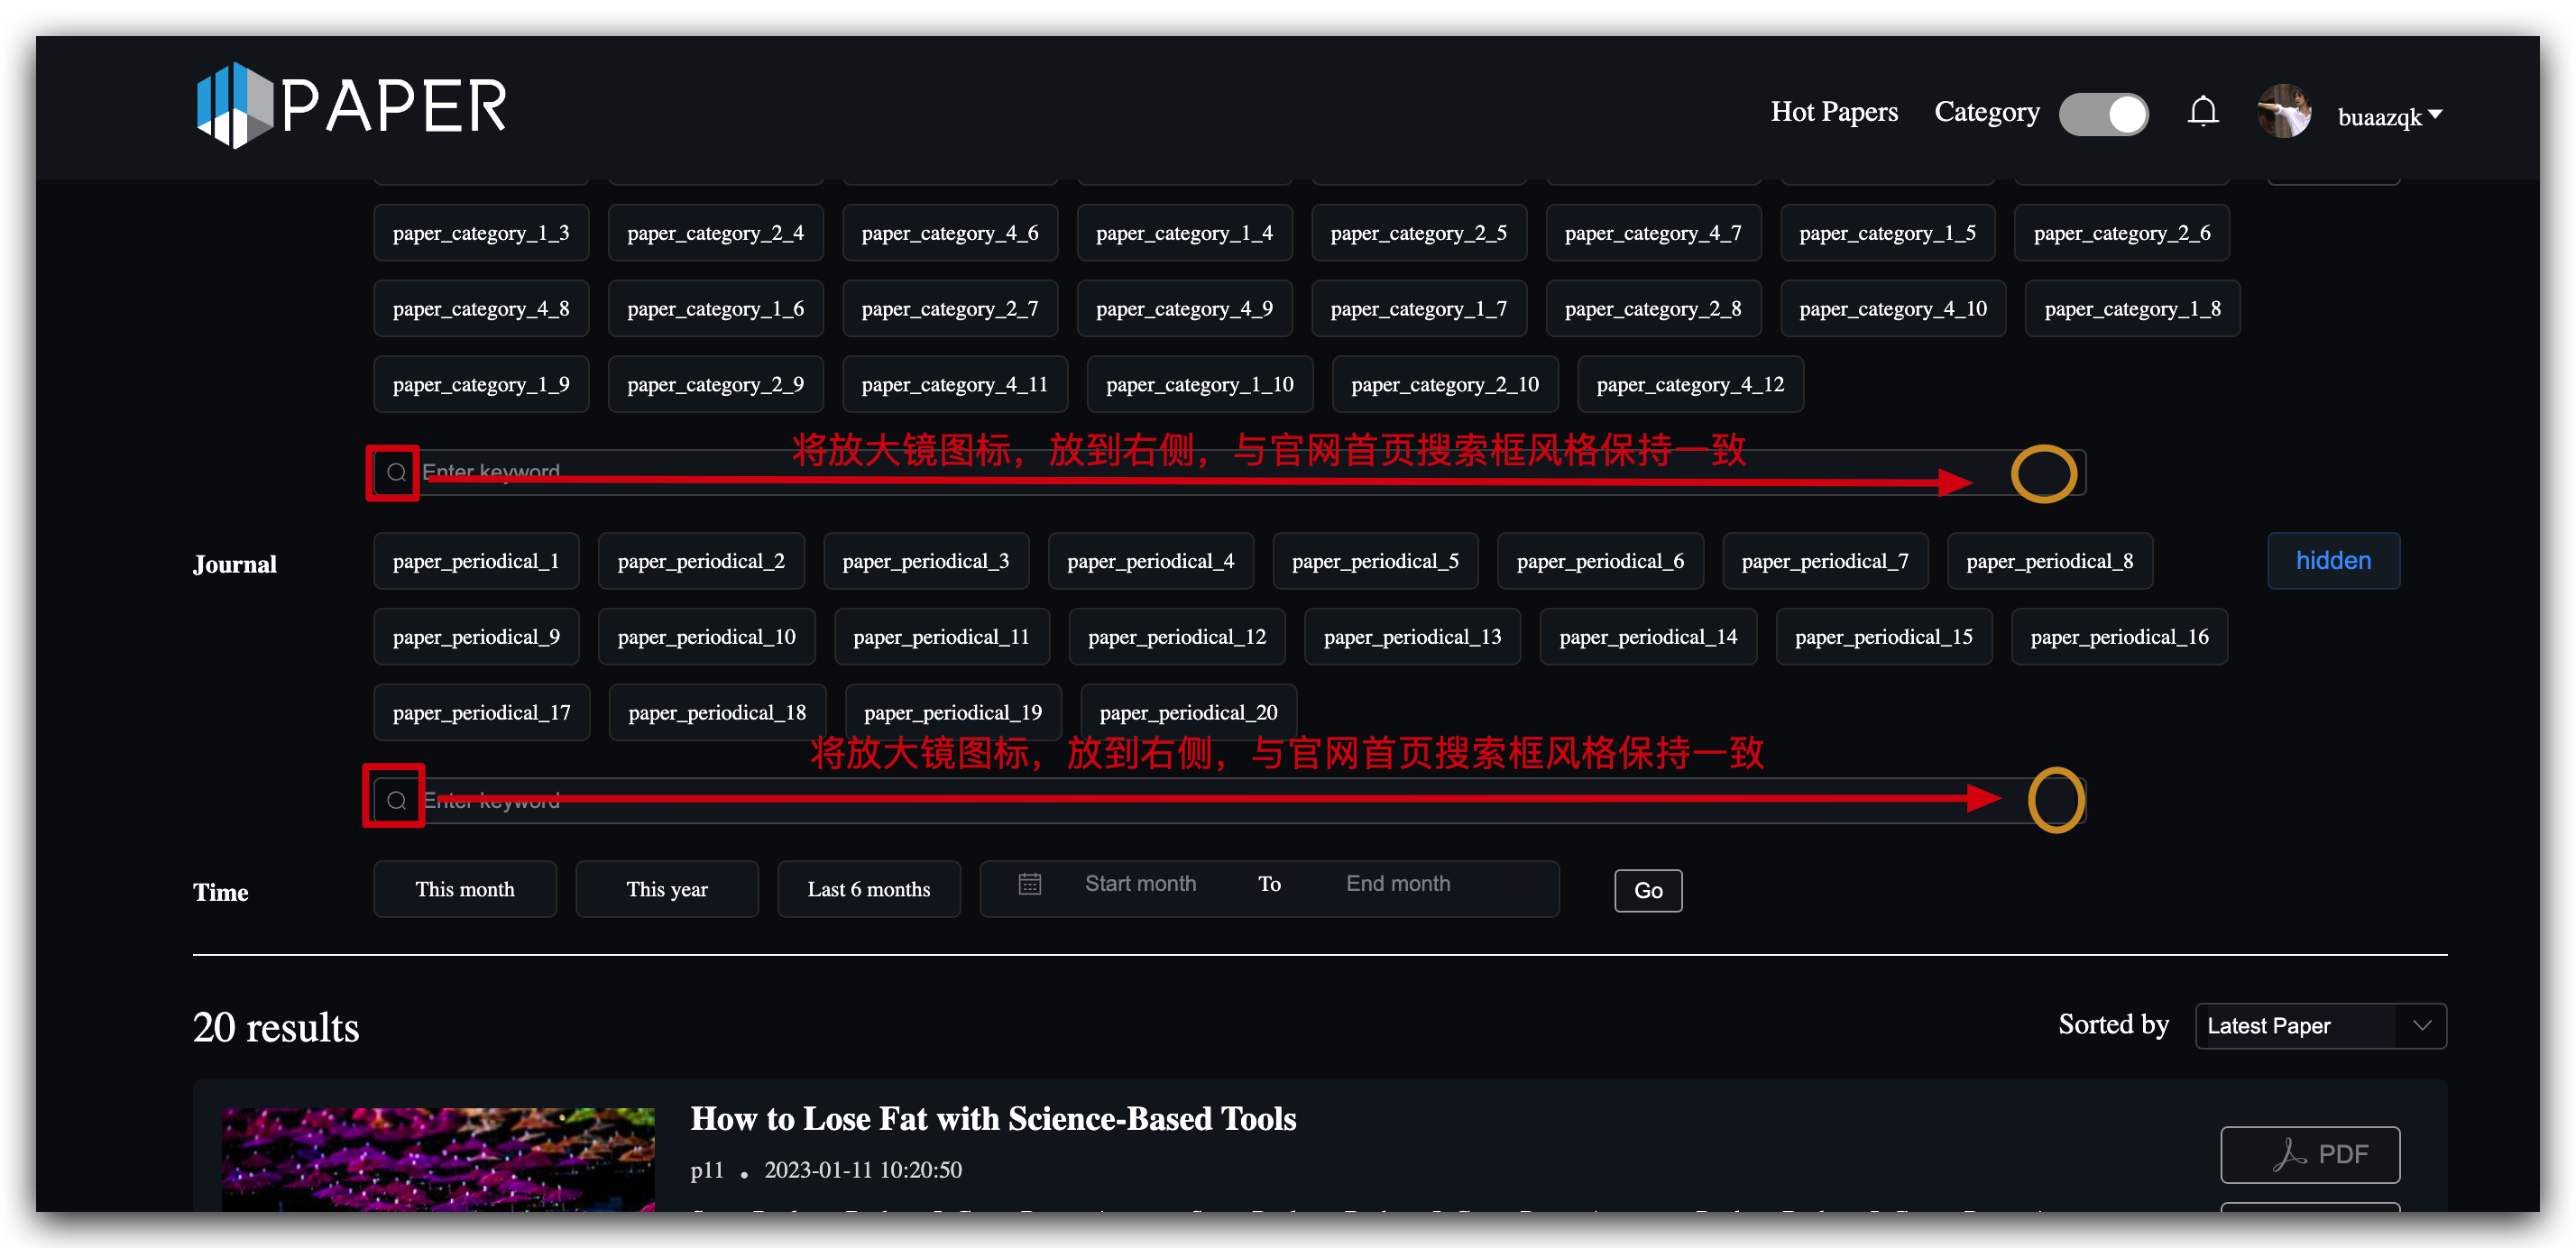 PAPER
Hot Papers Category buaazqk
paper_category_1_3 paper_category_2_4 paper_category_4_6 paper_category_1_4 paper_category_2_5 paper_category_4_7 paper_category_1_5 paper_category_2_6
paper_category_4_8 paper_category_1_6 paper_category_2_7 paper_category_4_9 paper_category_1_7 paper_category_2_8 paper_category_4_10 paper_category_1_8
paper_category_1_9 paper_category_2_9 paper_category_4_11 paper_category_1_10 paper_category_2_10 paper_category_4_12
将放大镜图标，放到右侧，与官网首页搜索框风格保持一致
Enter keyword
Journal paper_periodical_1 paper_periodical_2 paper_periodical_3 paper_periodical_4 paper_periodical_5 paper_periodical_6 paper_periodical_7 paper_periodical_8 hidden
paper_periodical_9 paper_periodical_10 paper_periodical_11 paper_periodical_12 paper_periodical_13 paper_periodical_14 paper_periodical_15 paper_periodical_16
paper_periodical_17 paper_periodical_18 paper_periodical_19 paper_periodical_20
将放大镜图标，放到右侧，与官网首页搜索框风格保持一致
Enter keyword
Time This month This year Last 6 months Start month To End month Go
20 results Sorted by Latest Paper
How to Lose Fat with Science-Based Tools
p11 • 2023-01-11 10:20:50
PDF